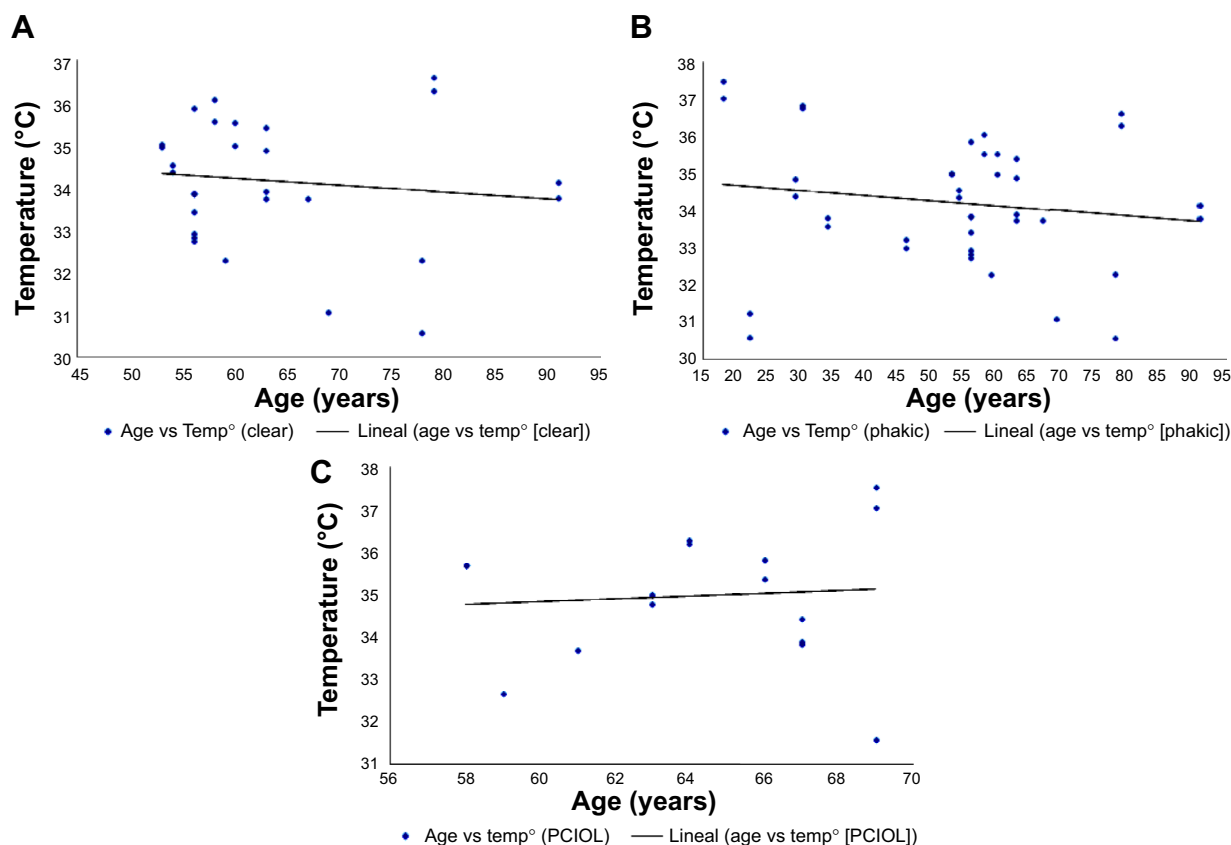 A
Temperature (°C)
37
36
35
34
33
32
31
30
45 50 55 60 65 70 75 80 85 90 95
Age (years)
Age vs Temp° (clear) Lineal (age vs temp° [clear])
B
Temperature (°C)
38
37
36
35
34
33
32
31
30
15 20 25 30 35 40 45 50 55 60 65 70 75 80 85 90 95
Age (years)
Age vs Temp° (phakic) Lineal (age vs temp° [phakic])
C
Temperature (°C)
38
37
36
35
34
33
32
31
56 58 60 62 64 66 68 70
Age (years)
Age vs temp° (PCIOL) Lineal (age vs temp° [PCIOL])